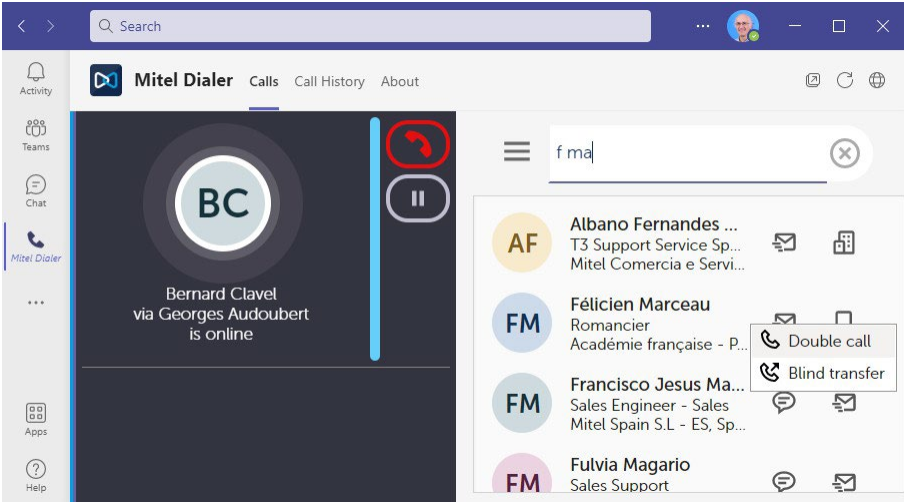 Search
Activity
Teams
Chat
Mitel Dialer
Apps
Help
Mitel Dialer Calls Call History About
BC
Bernard Clavel
via Georges Audoubert
is online
f ma
AF
Albano Fernandes ...
T3 Support Service Sp...
Mitel Comercia e Servi...
FM
Félicien Marceau
Romancier
Académie française - P...
Double call
Blind transfer
FM
Francisco Jesus Ma...
Sales Engineer - Sales
Mitel Spain S.L - ES, Sp...
FM
Fulvia Magario
Sales Support